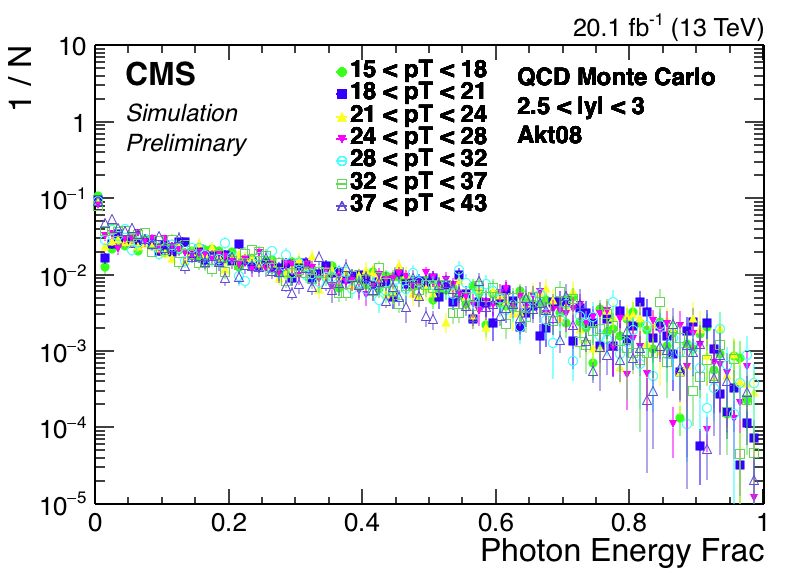 20.1 fb⁻¹ (13 TeV)
1 / N
CMS
Simulation
Preliminary
15 < pT < 18
18 < pT < 21
21 < pT < 24
24 < pT < 28
28 < pT < 32
32 < pT < 37
37 < pT < 43
QCD Monte Carlo
2.5 < |y| < 3
Akt08
10
1
10⁻¹
10⁻²
10⁻³
10⁻⁴
10⁻⁵
0 0.2 0.4 0.6 0.8 1
Photon Energy Frac